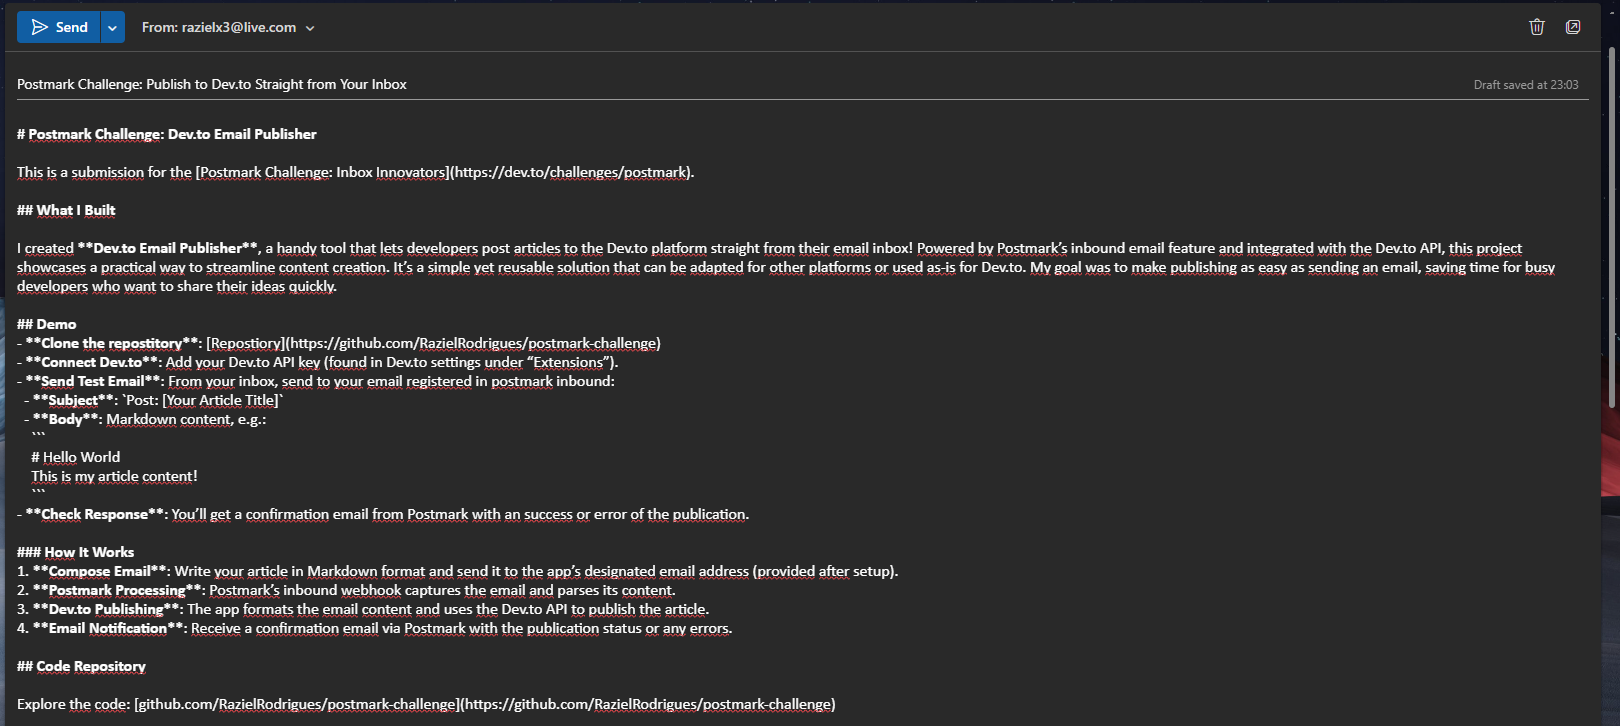 Send
From: razielx3@live.com
Postmark Challenge: Publish to Dev.to Straight from Your Inbox
Draft saved at 23:03
# Postmark Challenge: Dev.to Email Publisher
This is a submission for the [Postmark Challenge: Inbox Innovators](https://dev.to/challenges/postmark).
## What I Built
I created **Dev.to Email Publisher**, a handy tool that lets developers post articles to the Dev.to platform straight from their email inbox! Powered by Postmark’s inbound email feature and integrated with the Dev.to API, this project
showcases a practical way to streamline content creation. It’s a simple yet reusable solution that can be adapted for other platforms or used as-is for Dev.to. My goal was to make publishing as easy as sending an email, saving time for busy
developers who want to share their ideas quickly.
## Demo
- **Clone the repostitory**: [Repostiory](https://github.com/RazielRodrigues/postmark-challenge)
- **Connect Dev.to**: Add your Dev.to API key (found in Dev.to settings under “Extensions”).
- **Send Test Email**: From your inbox, send to your email registered in postmark inbound:
- **Subject**: `Post: [Your Article Title]`
- **Body**: Markdown content, e.g.:
```
# Hello World
This is my article content!
```
- **Check Response**: You’ll get a confirmation email from Postmark with an success or error of the publication.
### How It Works
1. **Compose Email**: Write your article in Markdown format and send it to the app’s designated email address (provided after setup).
2. **Postmark Processing**: Postmark’s inbound webhook captures the email and parses its content.
3. **Dev.to Publishing**: The app formats the email content and uses the Dev.to API to publish the article.
4. **Email Notification**: Receive a confirmation email via Postmark with the publication status or any errors.
## Code Repository
Explore the code: [github.com/RazielRodrigues/postmark-challenge](https://github.com/RazielRodrigues/postmark-challenge)